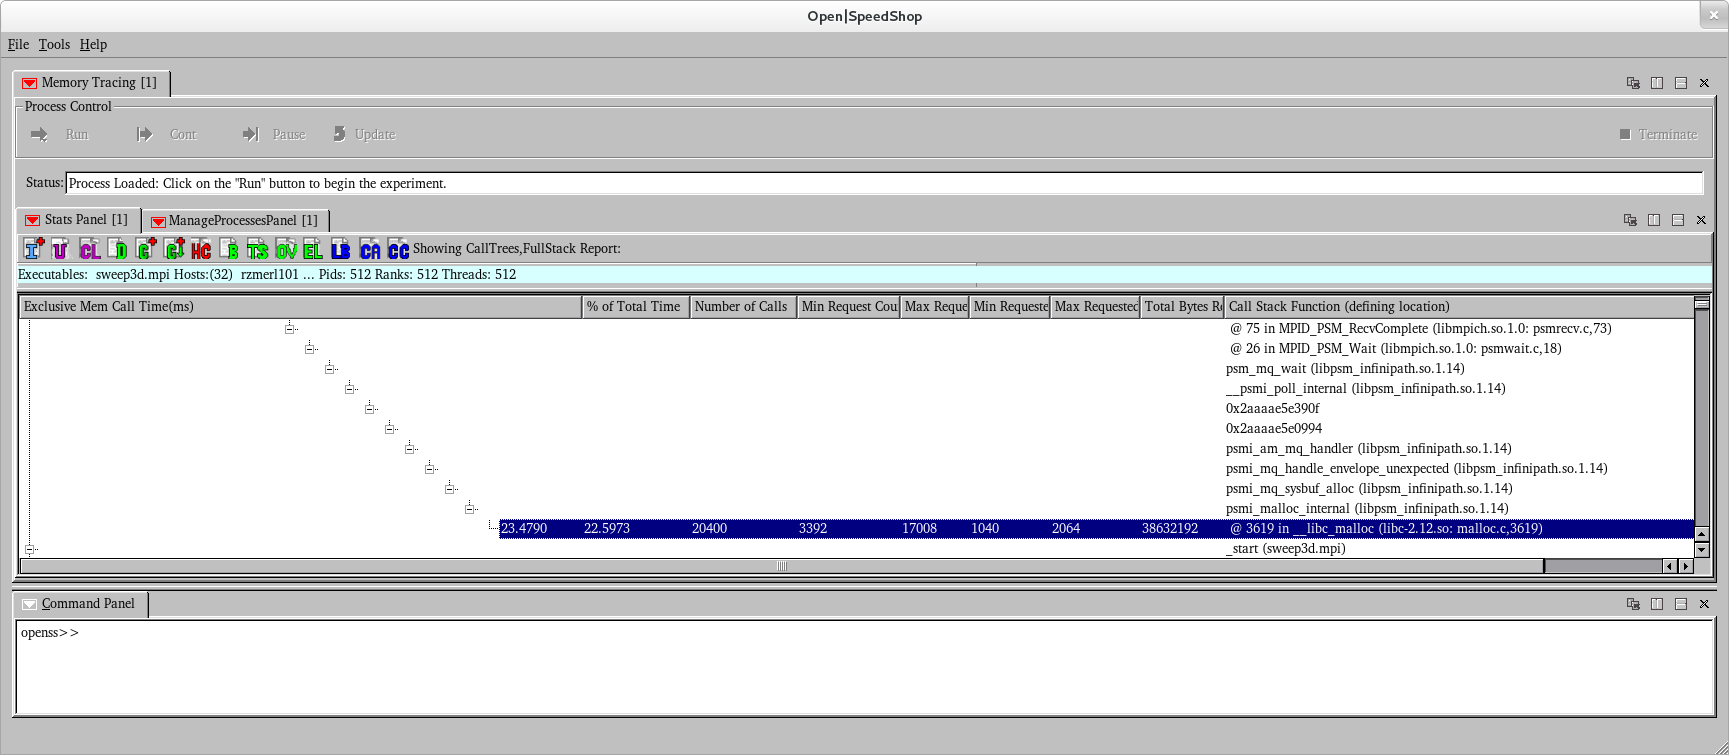 Open|SpeedShop
File Tools Help
Memory Tracing [1]
Process Control
Run Cont Pause Update Terminate
Status: Process Loaded: Click on the "Run" button to begin the experiment.
Stats Panel [1] ManageProcessesPanel [1]
I U CL D G G HC B TS OV EL LB CA CC Showing CallTrees,FullStack Report:
Executables: sweep3d.mpi Hosts:(32) rzmerl101 ... Pids: 512 Ranks: 512 Threads: 512
Exclusive Mem Call Time(ms) % of Total Time Number of Calls Min Request Cou Max Reque Min Requeste Max Requested Total Bytes Re Call Stack Function (defining location)
@ 75 in MPID_PSM_RecvComplete (libmpich.so.1.0: psmrecv.c,73)
@ 26 in MPID_PSM_Wait (libmpich.so.1.0: psmwait.c,18)
psm_mq_wait (libpsm_infinipath.so.1.14)
__psmi_poll_internal (libpsm_infinipath.so.1.14)
0x2aaaae5e390f
0x2aaaae5e0994
psmi_am_mq_handler (libpsm_infinipath.so.1.14)
psmi_mq_handle_envelope_unexpected (libpsm_infinipath.so.1.14)
psmi_mq_sysbuf_alloc (libpsm_infinipath.so.1.14)
psmi_malloc_internal (libpsm_infinipath.so.1.14)
23.4790 22.5973 20400 3392 17008 1040 2064 38632192 @ 3619 in __libc_malloc (libc-2.12.so: malloc.c,3619)
_start (sweep3d.mpi)
Command Panel
openss>>